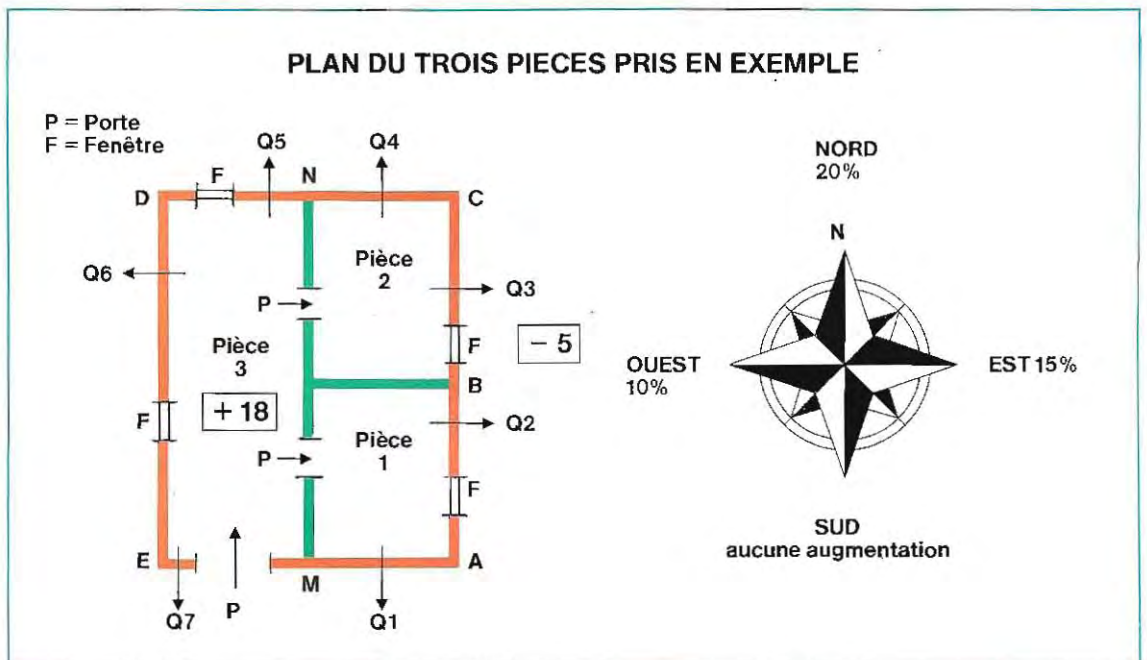 PLAN DU TROIS PIECES PRIS EN EXEMPLE
P = Porte
F = Fenêtre
Q5
Q4
D
F
N
C
Q6
Pièce
2
Q3
P
Pièce
3
F
- 5
B
+ 18
F
Q2
Pièce
1
P
F
E
M
A
Q7
P
Q1
NORD
20%
N
OUEST
10%
EST 15%
SUD
aucune augmentation